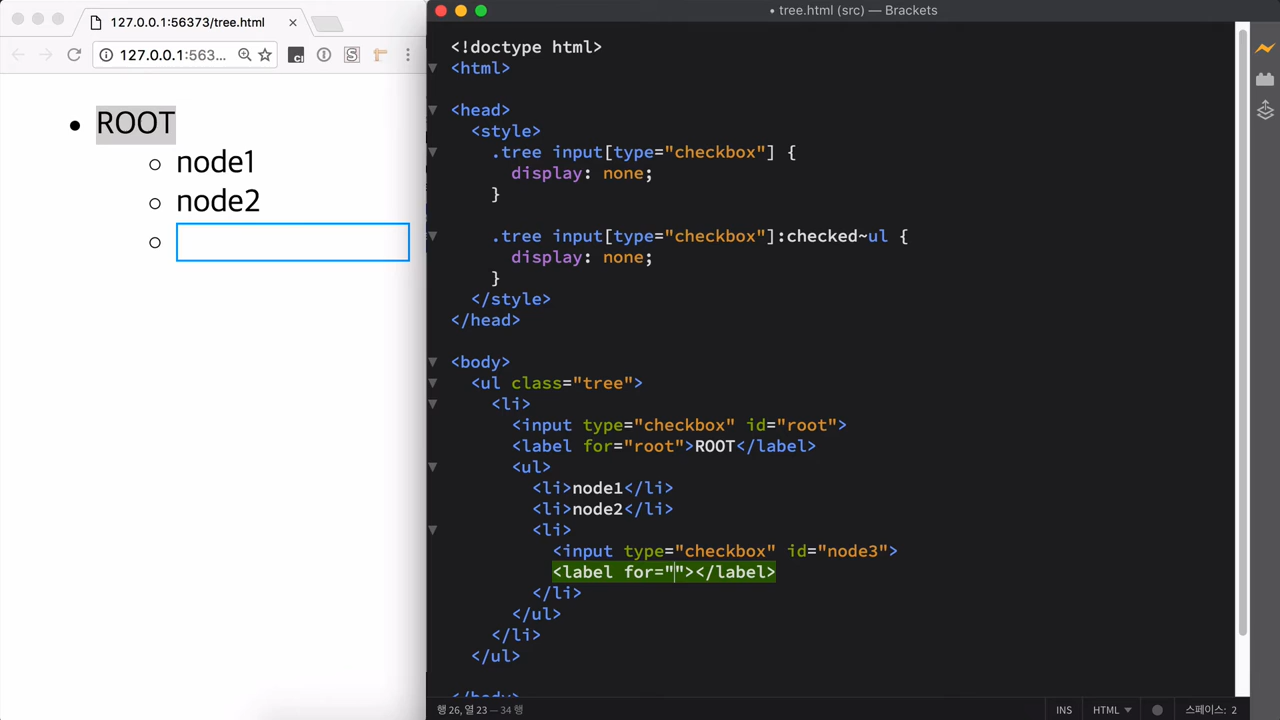 127.0.0.1:56373/tree.html
127.0.0.1:563...
• ROOT
node1
node2
• tree.html (src) — Brackets
<!doctype html>
<html>
<head>
<style>
.tree input[type="checkbox"] {
display: none;
}
.tree input[type="checkbox"]:checked~ul {
display: none;
}
</style>
</head>
<body>
<ul class="tree">
<li>
<input type="checkbox" id="root">
<label for="root">ROOT</label>
<ul>
<li>node1</li>
<li>node2</li>
<li>
<input type="checkbox" id="node3">
<label for=""></label>
</li>
</ul>
</li>
</ul>
</body>
행 26, 열 23 — 34 행
INS
HTML
스페이스: 2